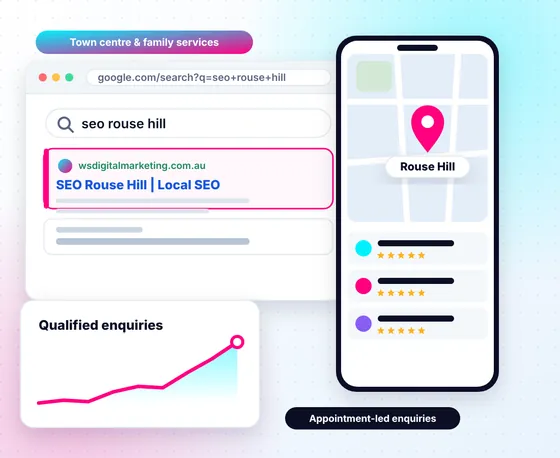 Town centre & family services
google.com/search?q=seo+rouse+hill
seo rouse hill
wsdigitalmarketing.com.au
SEO Rouse Hill | Local SEO
Rouse Hill
Qualified enquiries
Appointment-led enquiries